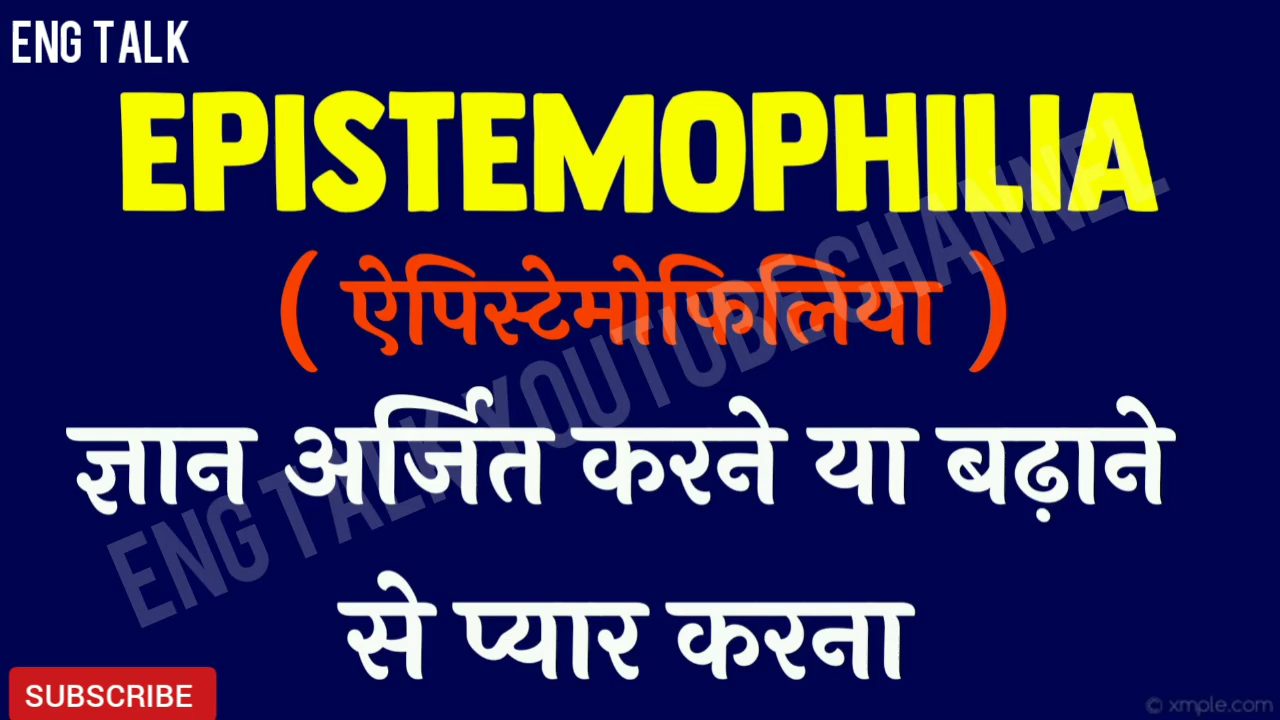 ENG TALK
EPISTEMOPHILIA
( ऐपिस्टेमोफिलिया )
ज्ञान अर्जित करने या बढ़ाने
से प्यार करना
ENG TALK YOUTUBE CHANNEL
SUBSCRIBE
© xmple.com